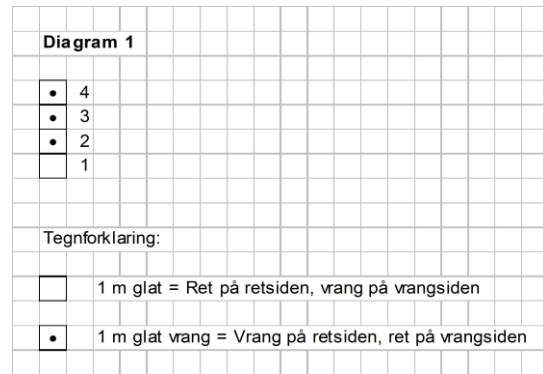 Diagram 1
4
3
2
1
Tegnforklaring:
1 m glat = Ret på retsiden, vrang på vrangsiden
1 m glat vrang = Vrang på retsiden, ret på vrangsiden